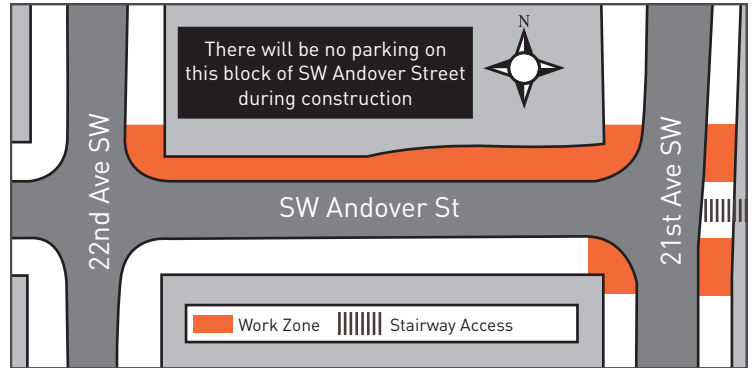 There will be no parking on
this block of SW Andover Street
during construction
N
22nd Ave SW
SW Andover St
21st Ave SW
Work Zone
Stairway Access